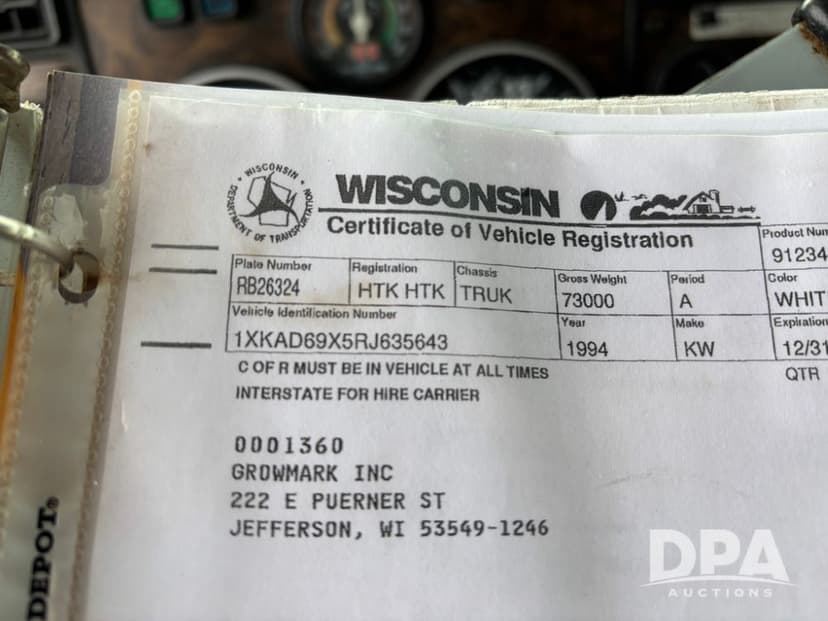 WISCONSIN
DEPARTMENT OF TRANSPORTATION
WISCONSIN
Certificate of Vehicle Registration
Product Num
91234
Plate Number Registration Chassis Gross Weight Period Color
RB26324 HTK HTK TRUK 73000 A WHIT
Vehicle Identification Number Year Make Expiration
1XKAD69X5RJ635643 1994 KW 12/31
C OF R MUST BE IN VEHICLE AT ALL TIMES QTR
INTERSTATE FOR HIRE CARRIER
0001360
GROWMARK INC
222 E PUERNER ST
JEFFERSON, WI 53549-1246
DEPOT®
DPA
AUCTIONS